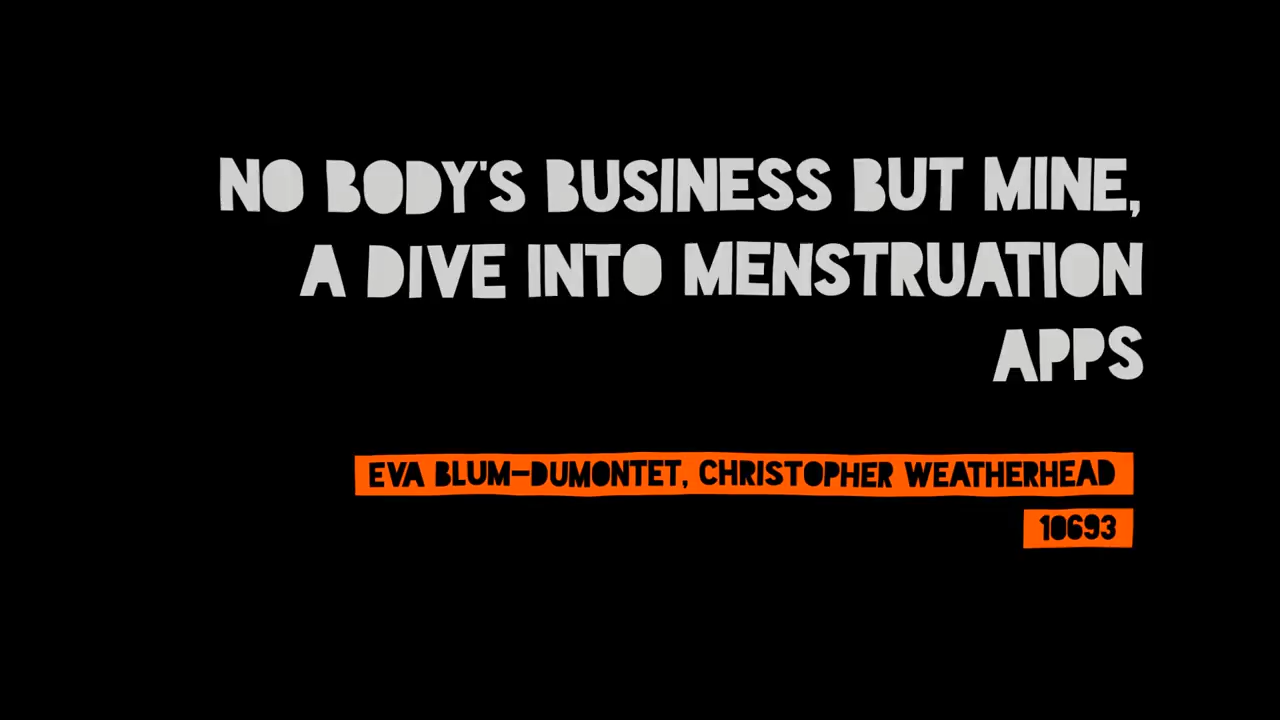 NO BODY'S BUSINESS BUT MINE,
A DIVE INTO MENSTRUATION
APPS
EVA BLUM-DUMONTET, CHRISTOPHER WEATHERHEAD
10693